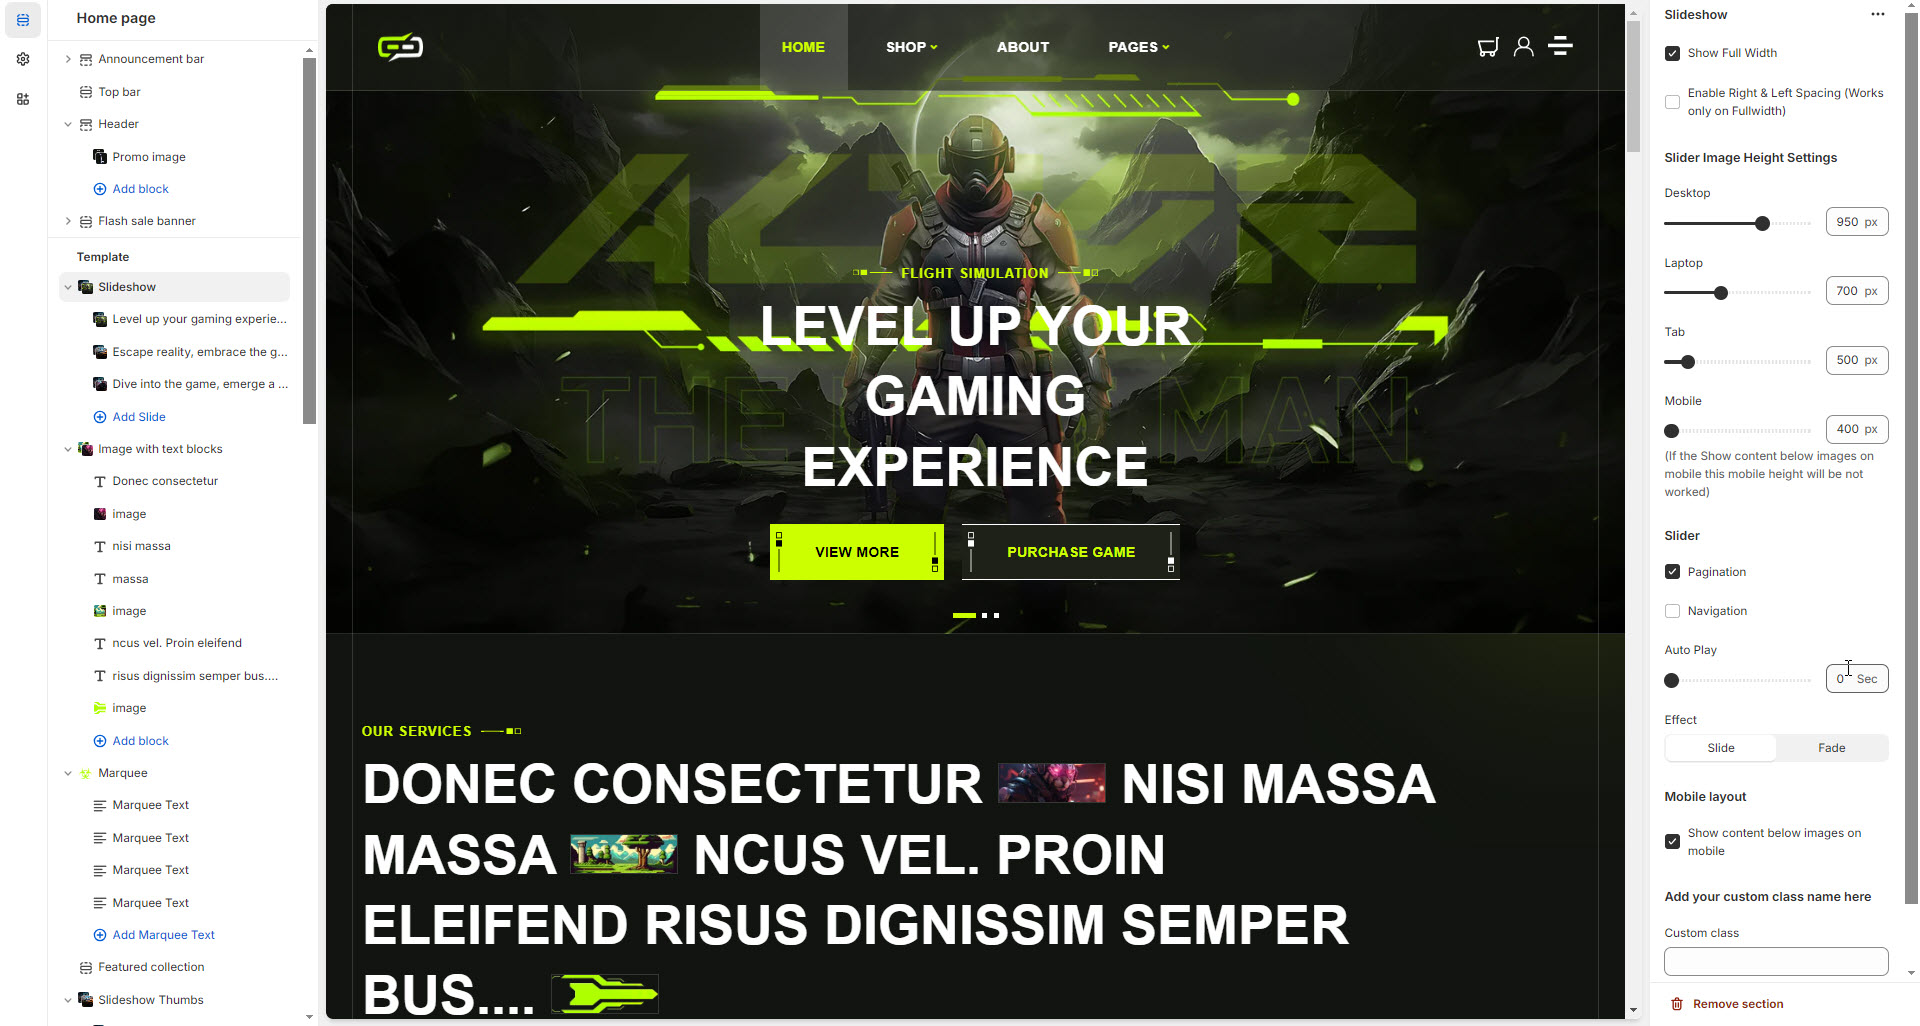 Home page
Announcement bar
Top bar
Header
Promo image
Add block
Flash sale banner
Template
Slideshow
Level up your gaming experie...
Escape reality, embrace the g...
Dive into the game, emerge a ...
Add Slide
Image with text blocks
Donec consectetur
image
nisi massa
massa
image
ncus vel. Proin eleifend
risus dignissim semper bus....
image
Add block
Marquee
Marquee Text
Marquee Text
Marquee Text
Marquee Text
Add Marquee Text
Featured collection
Slideshow Thumbs
HOME
SHOP
ABOUT
PAGES
FLIGHT SIMULATION
LEVEL UP YOUR
GAMING
EXPERIENCE
VIEW MORE
PURCHASE GAME
OUR SERVICES
DONEC CONSECTETUR NISI MASSA
MASSA NCUS VEL. PROIN
ELEIFEND RISUS DIGNISSIM SEMPER
BUS....
Slideshow
Show Full Width
Enable Right & Left Spacing (Works
only on Fullwidth)
Slider Image Height Settings
Desktop
950 px
Laptop
700 px
Tab
500 px
Mobile
400 px
(If the Show content below images on
mobile this mobile height will be not
worked)
Slider
Pagination
Navigation
Auto Play
0 Sec
Effect
Slide
Fade
Mobile layout
Show content below images on
mobile
Add your custom class name here
Custom class
Remove section